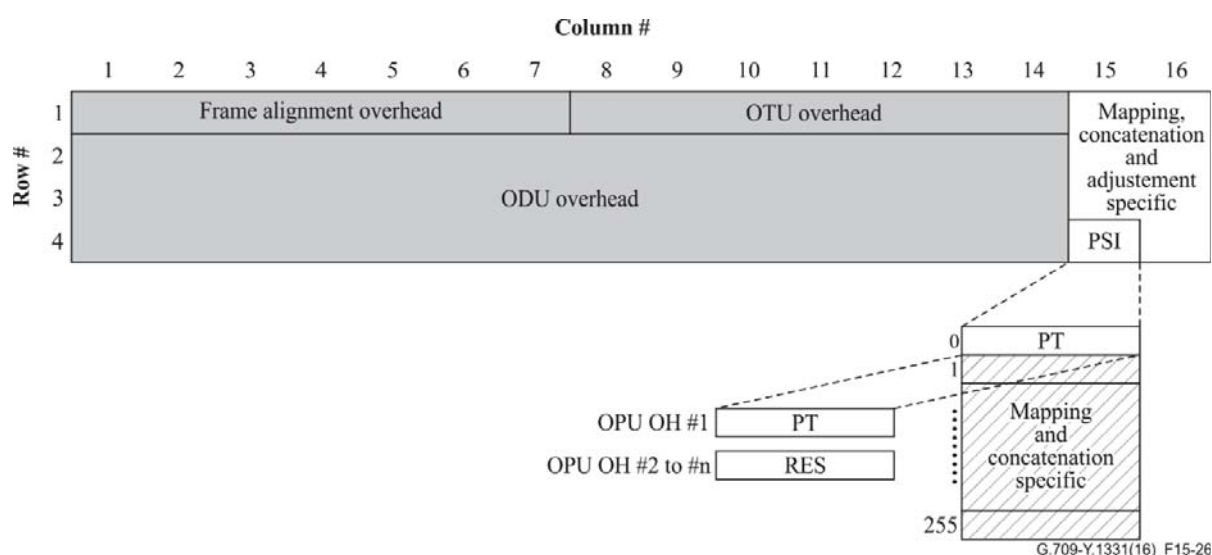 Column #
1 2 3 4 5 6 7 8 9 10 11 12 13 14 15 16
Row #
1 Frame alignment overhead OTU overhead Mapping,
concatenation
and
adjustement
specific
2
3 ODU overhead
4 PSI
0 PT
1
OPU OH #1 PT
OPU OH #2 to #n RES
Mapping
and
concatenation
specific
255
G.709-Y.1331(16)_F15-26